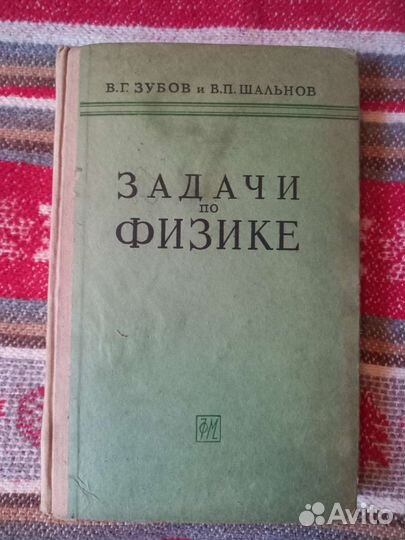 В.Г. ЗУБОВ и В.П. ШАЛЬНОВ
ЗАДАЧИ
ПО
ФИЗИКЕ
ФМ
Avito